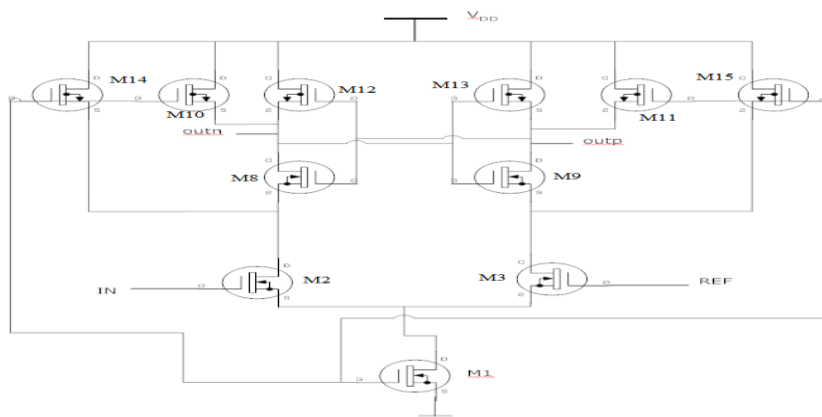 VDD
M14
M12
M13
M15
M10
M11
outn
outp
M8
M9
M2
M3
IN
REF
M1
D
D
S
S
G
G
D
S
D
S
G
D
S
G
D
S